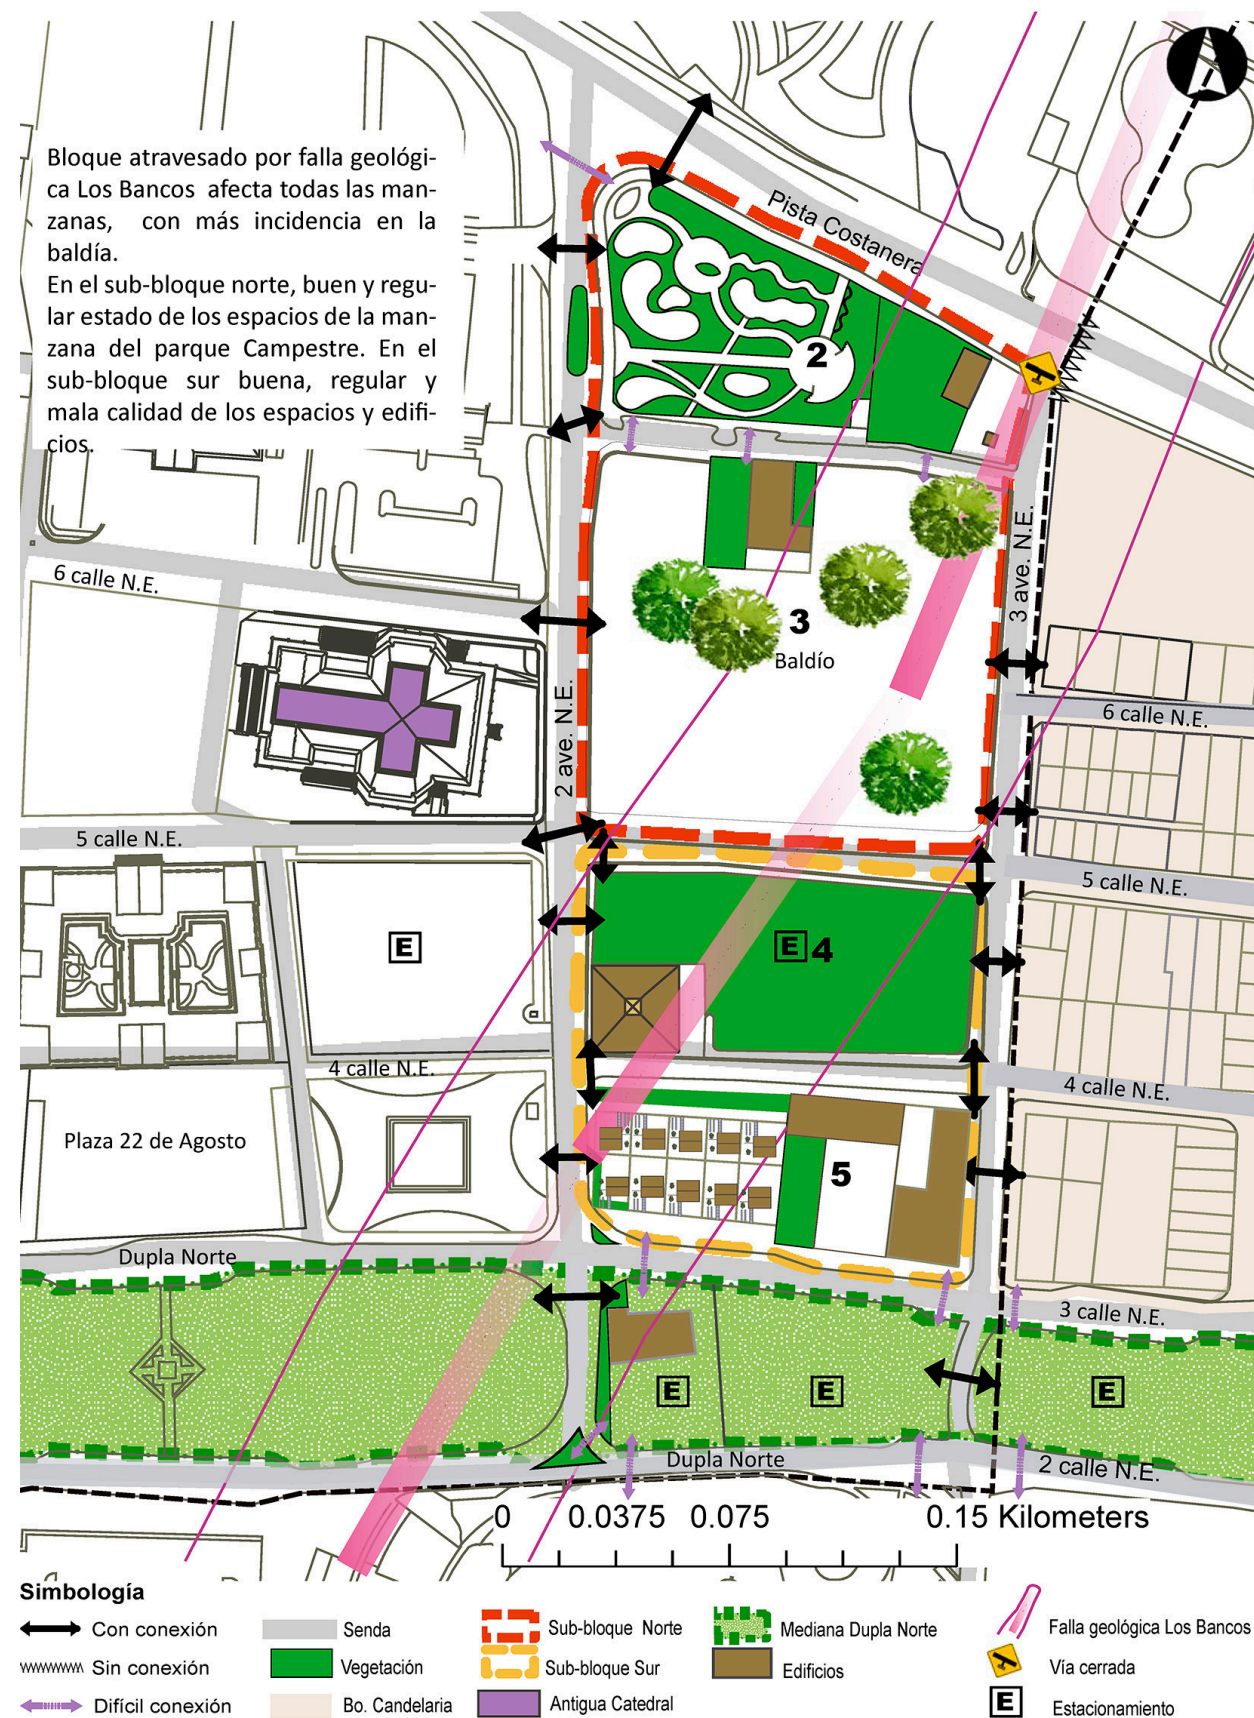 Bloque atravesado por falla geológi-
ca Los Bancos afecta todas las man-
zanas, con más incidencia en la
baldía.
En el sub-bloque norte, buen y regu-
lar estado de los espacios de la man-
zana del parque Campestre. En el
sub-bloque sur buena, regular y
mala calidad de los espacios y edifi-
cios.
Pista Costanera
2
6 calle N.E.
3 ave. N.E.
3
Baldío
2 ave. N.E.
6 calle N.E.
5 calle N.E.
5 calle N.E.
E
E 4
4 calle N.E.
4 calle N.E.
Plaza 22 de Agosto
5
Dupla Norte
3 calle N.E.
E
E
E
Dupla Norte
2 calle N.E.
0 0.0375 0.075 0.15 Kilometers
Simbología
Con conexión
Sin conexión
Difícil conexión
Senda
Vegetación
Bo. Candelaria
Sub-bloque Norte
Sub-bloque Sur
Antigua Catedral
Mediana Dupla Norte
Edificios
Falla geológica Los Bancos
Vía cerrada
E Estacionamiento